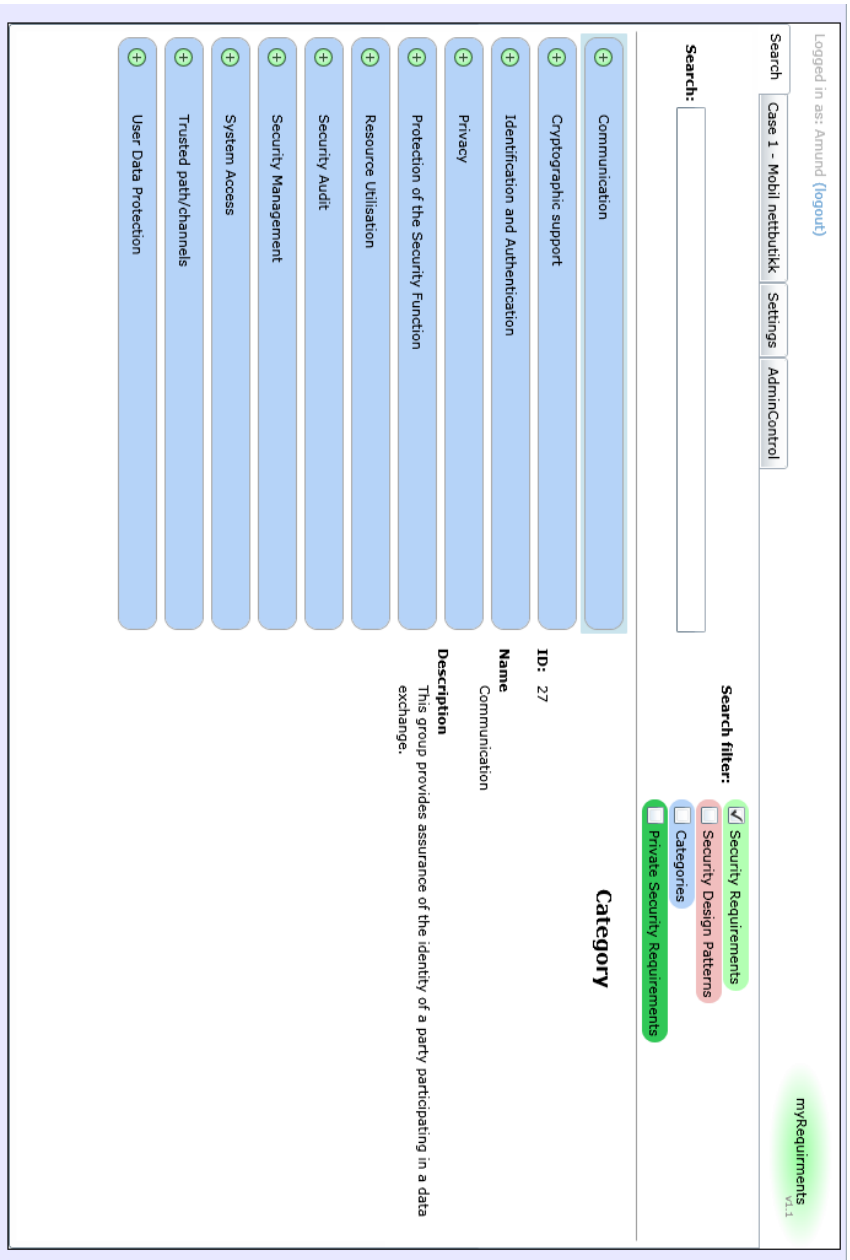 Logged in as: Amund (logout)
myRequirments
v1.1
Search
Case 1 - Mobil nettbutikk
Settings
AdminControl
Search:
Search filter:
Security Requirements
Security Design Patterns
Categories
Private Security Requirements
Communication
Cryptographic support
Identification and Authentication
Privacy
Protection of the Security Function
Resource Utilisation
Security Audit
Security Management
System Access
Trusted path/channels
User Data Protection
Category
ID: 27
Name
Communication
Description
This group provides assurance of the identity of a party participating in a data
exchange.